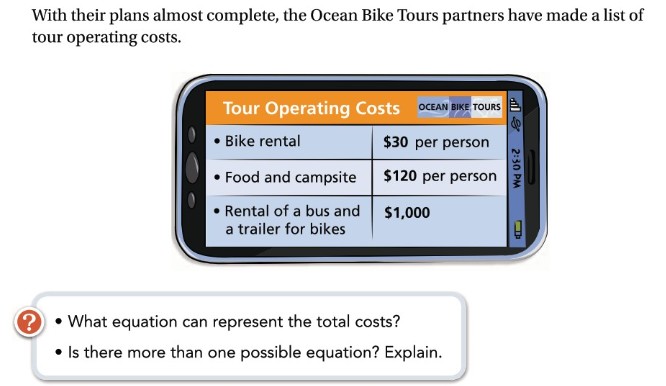 With their plans almost complete, the Ocean Bike Tours partners have made a list of
tour operating costs.
Tour Operating Costs OCEAN BIKE TOURS
• Bike rental $30 per person
• Food and campsite $120 per person
• Rental of a bus and $1,000
a trailer for bikes
2:30 PM
? • What equation can represent the total costs?
• Is there more than one possible equation? Explain.